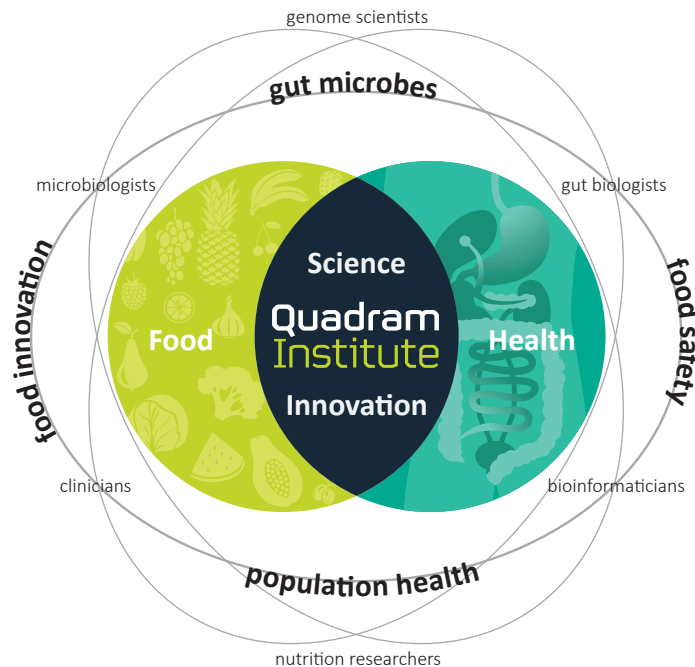 genome scientists
gut microbes
microbiologists
gut biologists
food innovation
food safety
Science
Food
Quadram
Institute
Health
Innovation
clinicians
bioinformaticians
population health
nutrition researchers